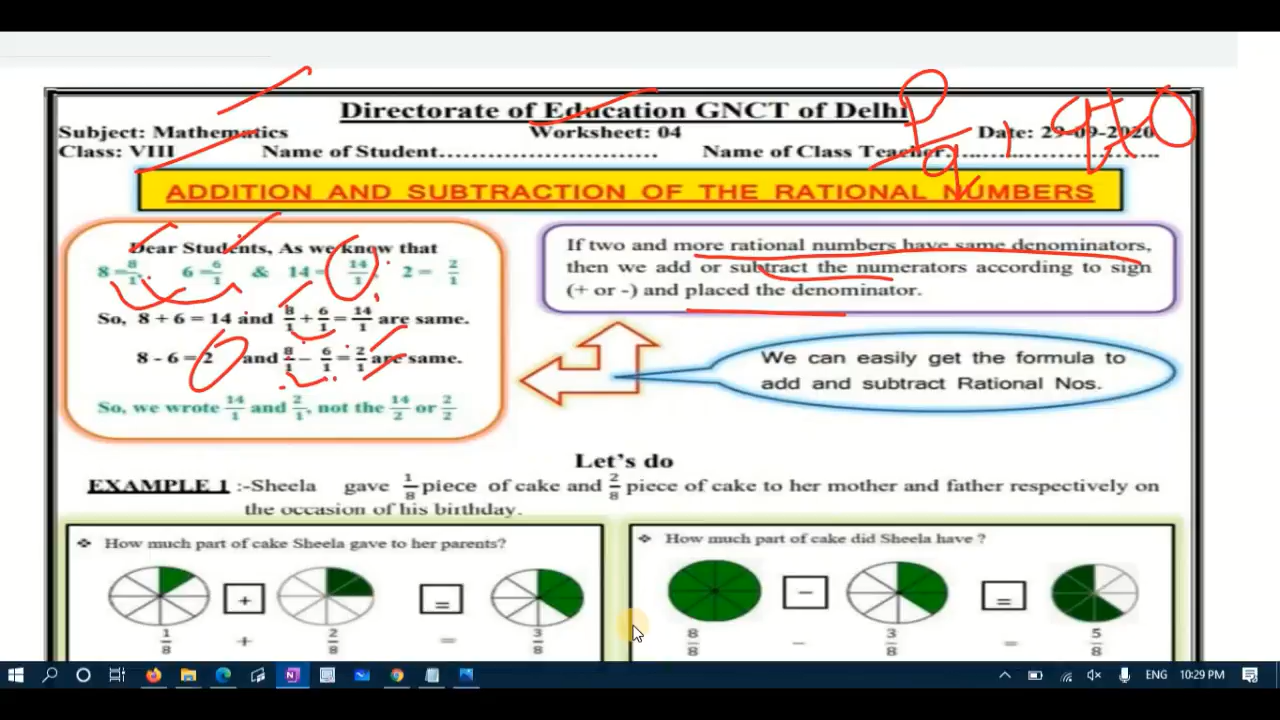 Directorate of Education GNCT of Delhi
Subject: Mathematics Worksheet: 04 Date: 29-09-2020
Class: VIII Name of Student………………………… Name of Class Teacher……………………..
p/q, q≠0
ADDITION AND SUBTRACTION OF THE RATIONAL NUMBERS
Dear Students, As we know that
8 = 8/1, 6 = 6/1 & 14 = 14/1, 2 = 2/1
So, 8 + 6 = 14 and 8/1 + 6/1 = 14/1 are same.
8 - 6 = 2 and 8/1 – 6/1 = 2/1 are same.
So, we wrote 14/1 and 2/1, not the 14/2 or 2/2
If two and more rational numbers have same denominators,
then we add or subtract the numerators according to sign
(+ or -) and placed the denominator.
We can easily get the formula to
add and subtract Rational Nos.
Let's do
EXAMPLE 1 :-Sheela gave 1/8 piece of cake and 2/8 piece of cake to her mother and father respectively on
the occasion of his birthday.
❖ How much part of cake Sheela gave to her parents?
+ =
1/8 + 2/8 = 3/8
❖ How much part of cake did Sheela have ?
– =
8/8 – 3/8 = 5/8
ENG 10:29 PM